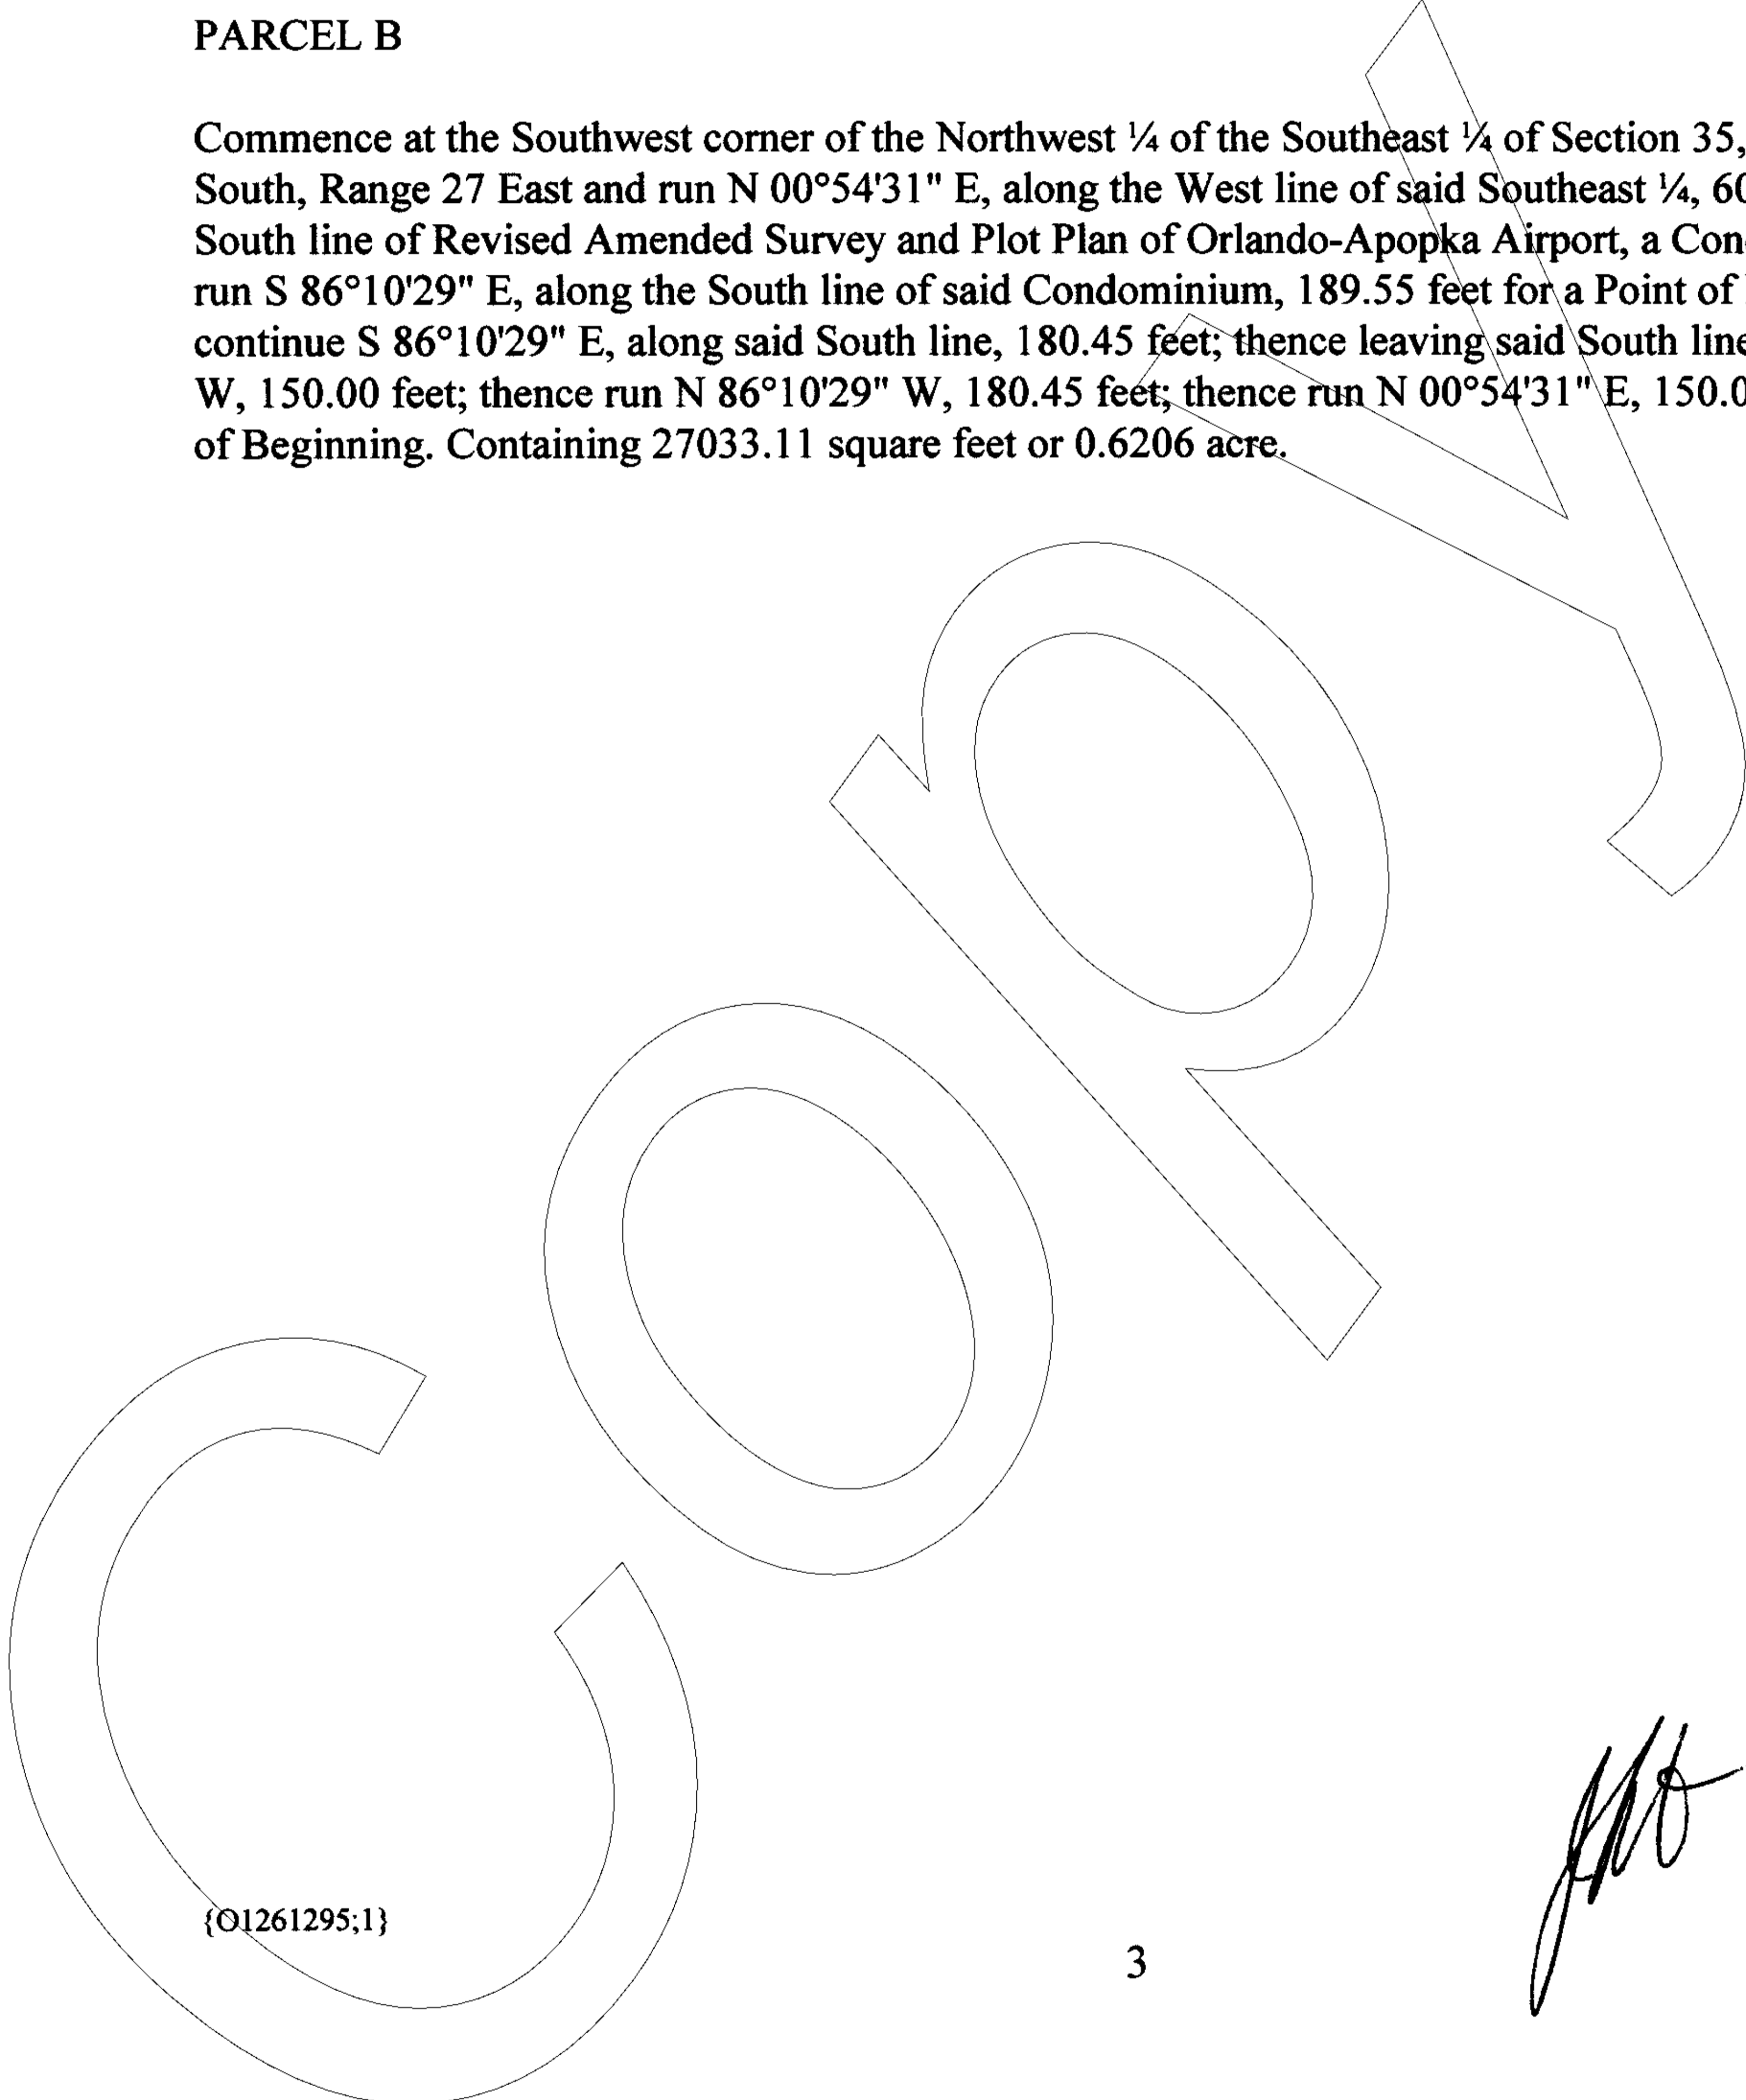 PARCEL B
Commence at the Southwest corner of the Northwest ¼ of the Southeast ¼ of Section 35,
South, Range 27 East and run N 00°54'31" E, along the West line of said Southeast ¼, 60
South line of Revised Amended Survey and Plot Plan of Orlando-Apopka Airport, a Con
run S 86°10'29" E, along the South line of said Condominium, 189.55 feet for a Point of
continue S 86°10'29" E, along said South line, 180.45 feet; thence leaving said South line
W, 150.00 feet; thence run N 86°10'29" W, 180.45 feet; thence run N 00°54'31" E, 150.0
of Beginning. Containing 27033.11 square feet or 0.6206 acre.
Copy
{O1261295;1}
3